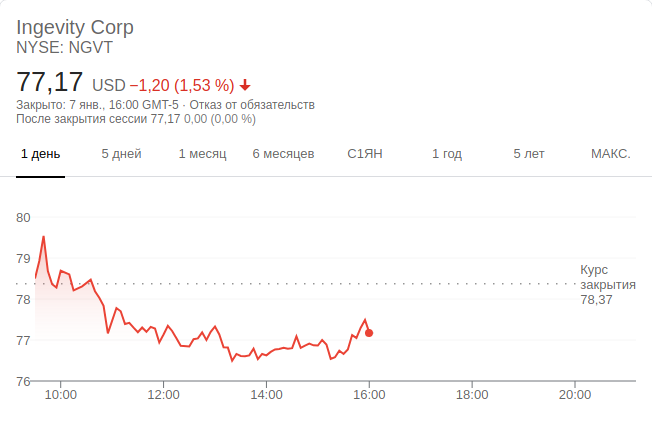 Ingevity Corp
NYSE: NGVT
77,17 USD −1,20 (1,53 %)
Закрыто: 7 янв., 16:00 GMT-5 · Отказ от обязательств
После закрытия сессии 77,17 0,00 (0,00 %)
1 день 5 дней 1 месяц 6 месяцев С1ЯН 1 год 5 лет МАКС.
80
79
Курс
закрытия
78,37
78
77
76
10:00 12:00 14:00 16:00 18:00 20:00